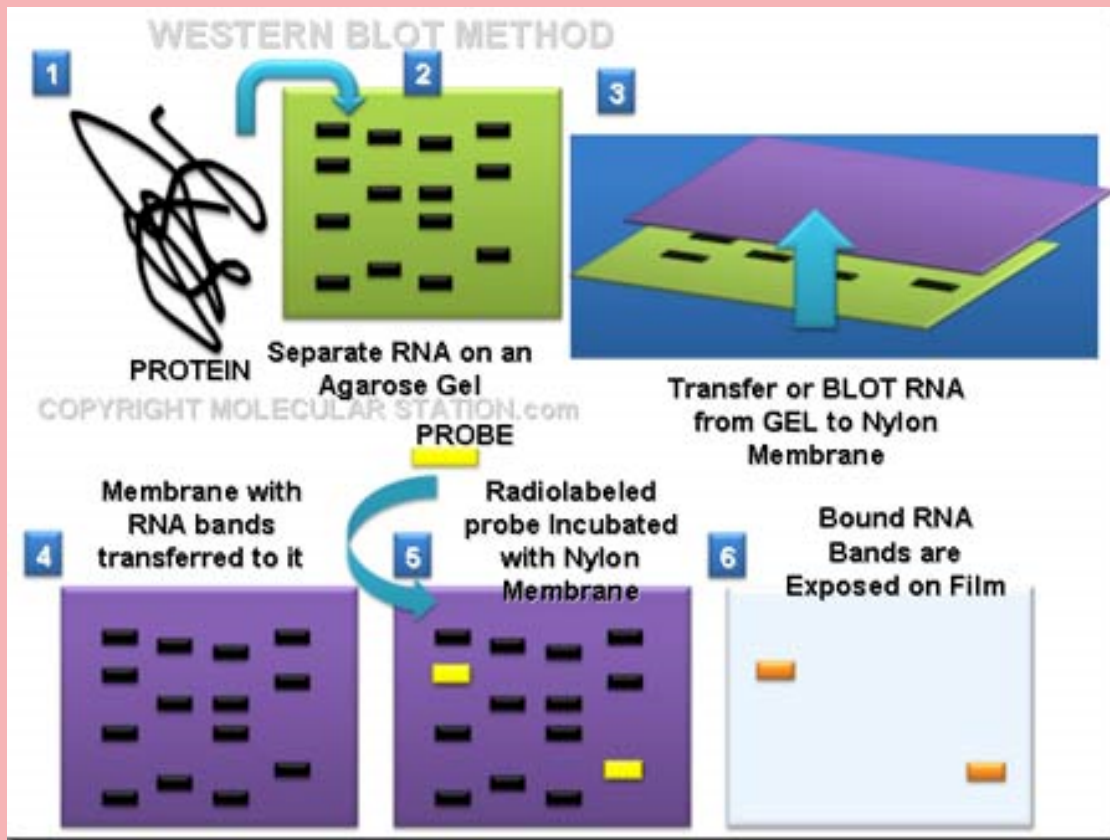 WESTERN BLOT METHOD
1
2
3
PROTEIN
Separate RNA on an
Agarose Gel
Transfer or BLOT RNA
from GEL to Nylon
Membrane
COPYRIGHT MOLECULAR STATION.com
PROBE
4
Membrane with
RNA bands
transferred to it
5
Radiolabeled
probe Incubated
with Nylon
Membrane
6
Bound RNA
Bands are
Exposed on Film